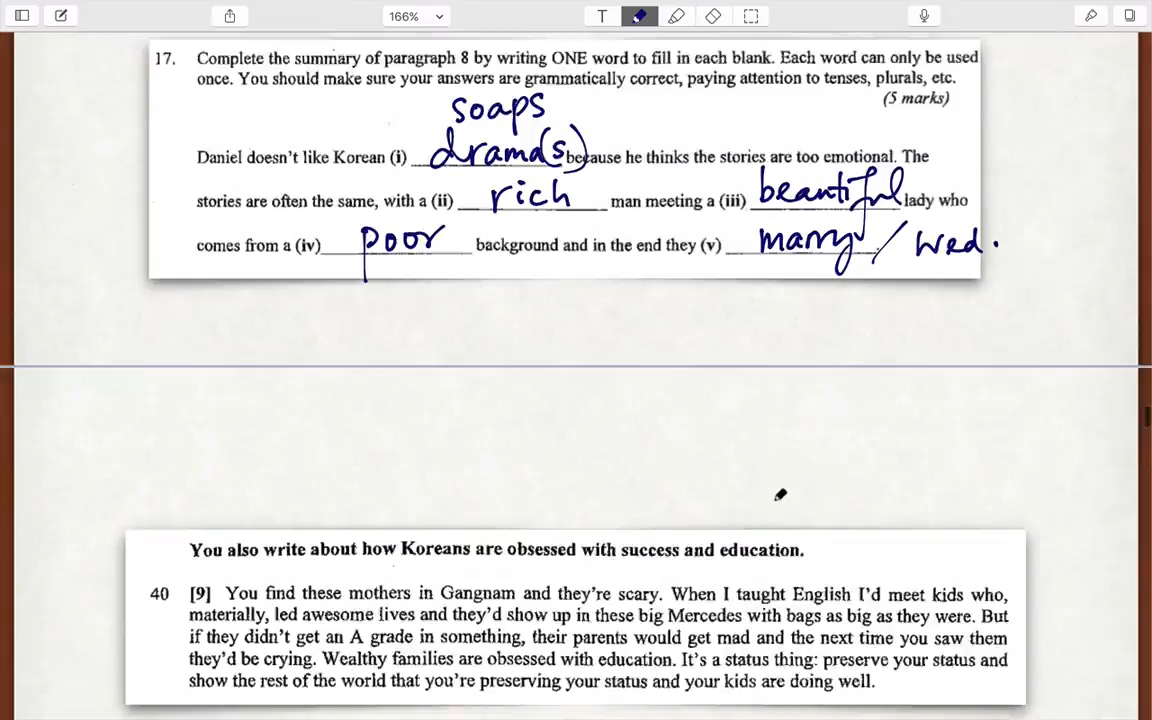 166%
T
17. Complete the summary of paragraph 8 by writing ONE word to fill in each blank. Each word can only be used
once. You should make sure your answers are grammatically correct, paying attention to tenses, plurals, etc.
(5 marks)
soaps
Daniel doesn't like Korean (i) drama(s) because he thinks the stories are too emotional. The
stories are often the same, with a (ii) rich man meeting a (iii) beautiful lady who
comes from a (iv) poor background and in the end they (v) marry / wed.
You also write about how Koreans are obsessed with success and education.
40 [9] You find these mothers in Gangnam and they're scary. When I taught English I'd meet kids who,
materially, led awesome lives and they'd show up in these big Mercedes with bags as big as they were. But
if they didn't get an A grade in something, their parents would get mad and the next time you saw them
they'd be crying. Wealthy families are obsessed with education. It's a status thing: preserve your status and
show the rest of the world that you're preserving your status and your kids are doing well.